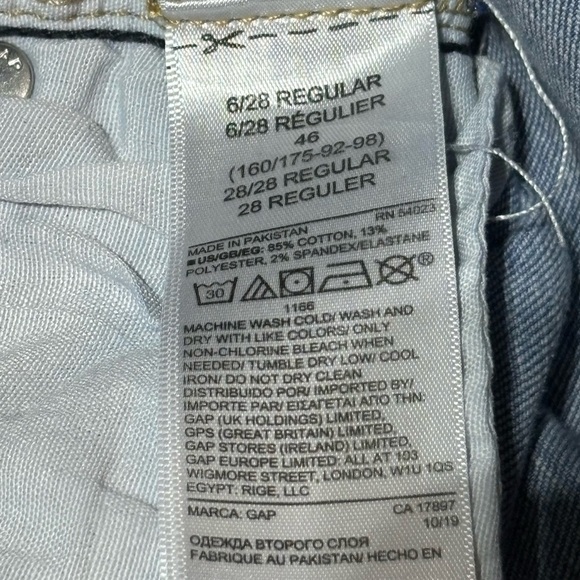 AP
6/28 REGULAR
6/28 RÉGULIER
46
(160/175-92-98)
28/28 REGULAR
28 REGULER
RN 54023
MADE IN PAKISTAN
US/GB/EG: 85% COTTON, 13%
POLYESTER, 2% SPANDEX/ELASTANE
30
®
1166
MACHINE WASH COLD/ WASH AND
DRY WITH LIKE COLORS/ ONLY
NON-CHLORINE BLEACH WHEN
NEEDED/ TUMBLE DRY LOW/ COOL
IRON/ DO NOT DRY CLEAN
DISTRIBUIDO POR/ IMPORTED BY/
IMPORTE PAR/ ΕΙΣΑΓΕΤΑΙ ΑΠΟ ΤΗΝ:
GAP (UK HOLDINGS) LIMITED,
GPS (GREAT BRITAIN) LIMITED,
GAP STORES (IRELAND) LIMITED,
GAP EUROPE LIMITED; ALL AT 193
WIGMORE STREET, LONDON, W1U 1QS
EGYPT: RIGE, LLC
MARCA: GAP
CA 17897
10/19
ОДЕЖДА ВТОРОГО СЛОЯ
FABRIQUE AU PAKISTAN/ HECHO EN